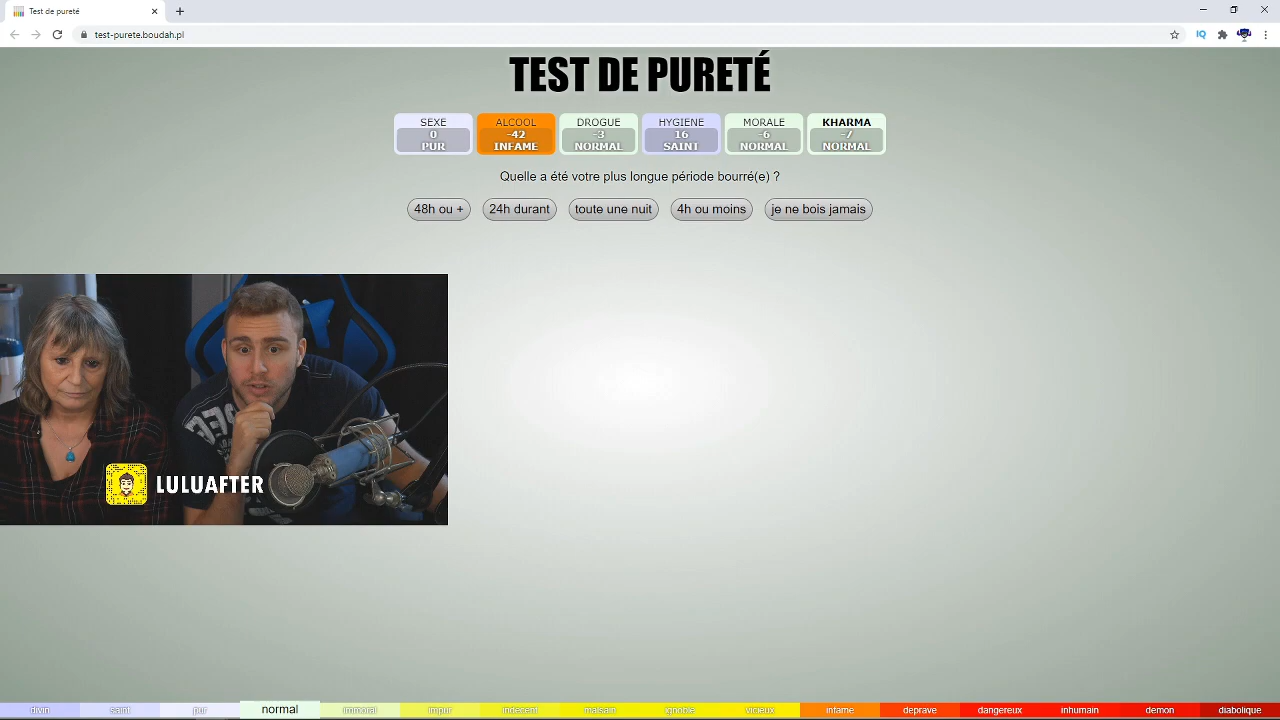 Test de pureté
test-purete.boudah.pl
IQ
TEST DE PURETÉ
SEXE
0
PUR
ALCOOL
-42
INFAME
DROGUE
-3
NORMAL
HYGIENE
16
SAINT
MORALE
-6
NORMAL
KHARMA
-7
NORMAL
Quelle a été votre plus longue période bourré(e) ?
48h ou +
24h durant
toute une nuit
4h ou moins
je ne bois jamais
LULUAFTER
divin
saint
pur
normal
immoral
impur
indecent
malsain
ignoble
vicieux
infame
deprave
dangereux
inhumain
demon
diabolique